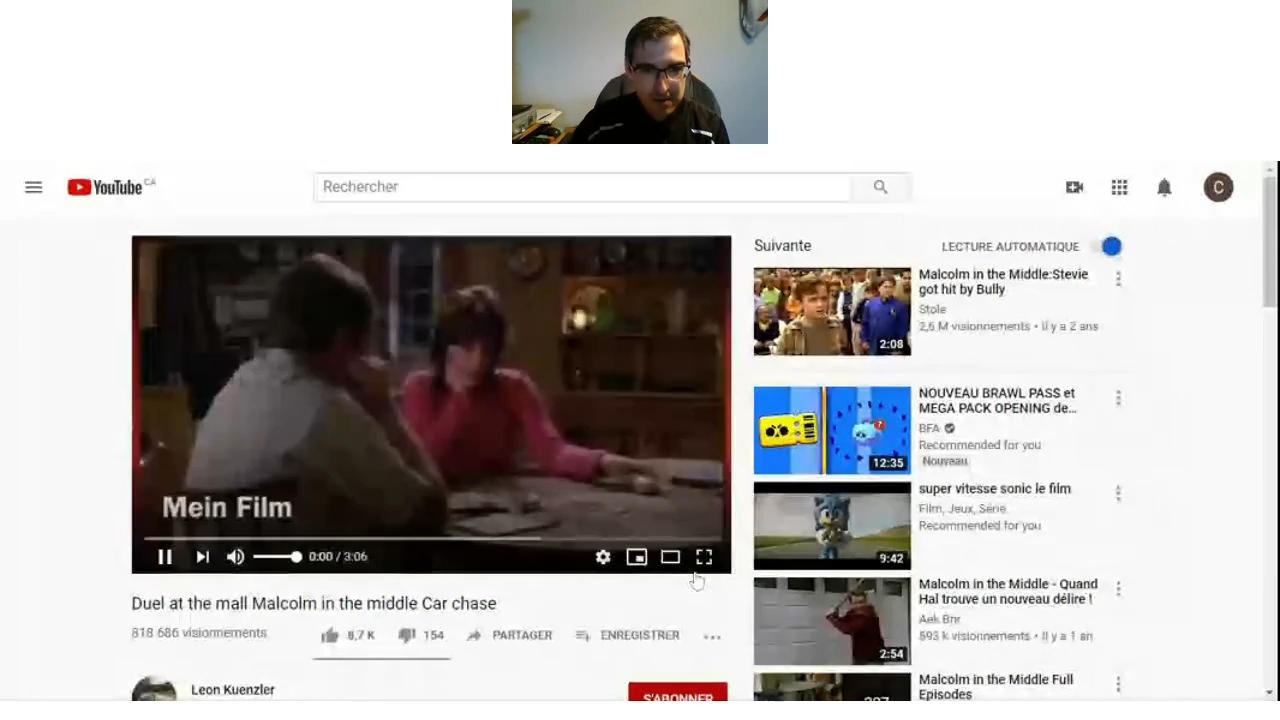 YouTube CA
Rechercher
C
Mein Film
0:00 / 3:06
Duel at the mall Malcolm in the middle Car chase
818 686 visionnements
8,7 K
154
PARTAGER
ENREGISTRER
Leon Kuenzler
S'ABONNER
Suivante
LECTURE AUTOMATIQUE
2:08
Malcolm in the Middle:Stevie
got hit by Bully
Stole
2,6 M visionnements • Il y a 2 ans
12:35
NOUVEAU BRAWL PASS et
MEGA PACK OPENING de...
BFA
Recommended for you
Nouveau
9:42
super vitesse sonic le film
Film, Jeux, Série
Recommended for you
2:54
Malcolm in the Middle - Quand
Hal trouve un nouveau délire !
Aek Bnr
593 k visionnements • Il y a 1 an
Malcolm in the Middle Full
Episodes